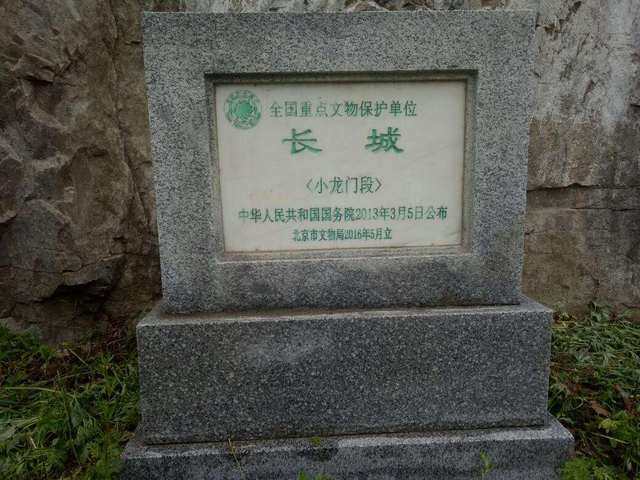 全国重点文物保护单位
长城
〈小龙门段〉
中华人民共和国国务院2013年3月5日公布
北京市文物局2016年5月立